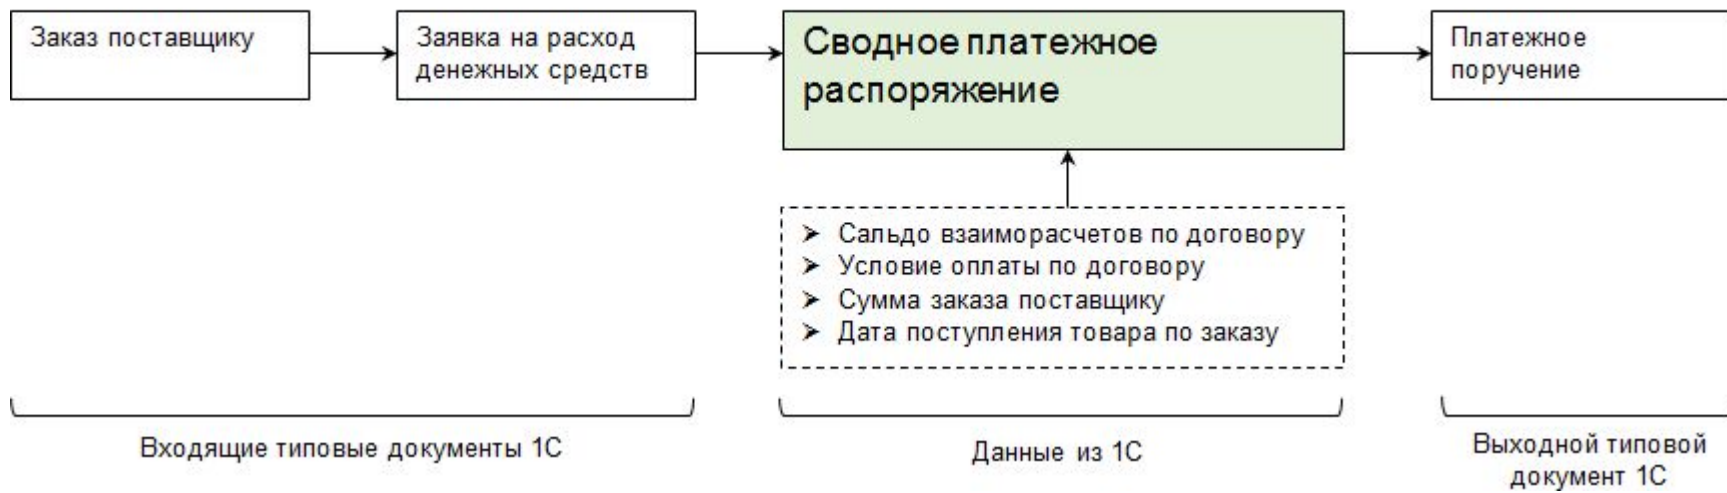 Заказ поставщику
Заявка на расход
денежных средств
Сводное платежное
распоряжение
Платежное
поручение
➤ Сальдо взаиморасчетов по договору
➤ Условие оплаты по договору
➤ Сумма заказа поставщику
➤ Дата поступления товара по заказу
Входящие типовые документы 1С
Данные из 1С
Выходной типовой
документ 1С